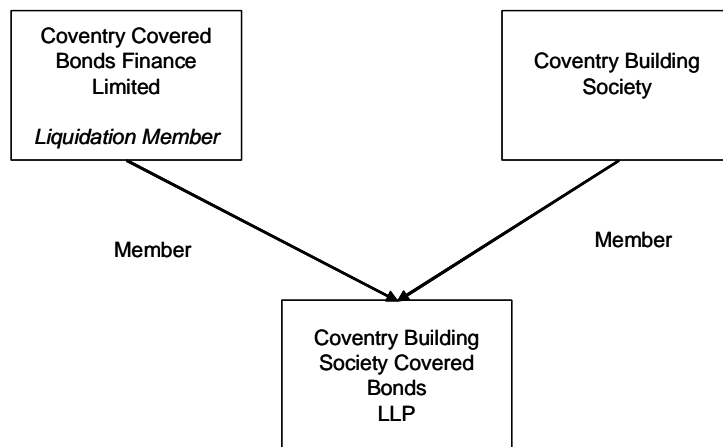 Coventry Covered
Bonds Finance
Limited
Liquidation Member
Coventry Building
Society
Member
Member
Coventry Building
Society Covered
Bonds
LLP